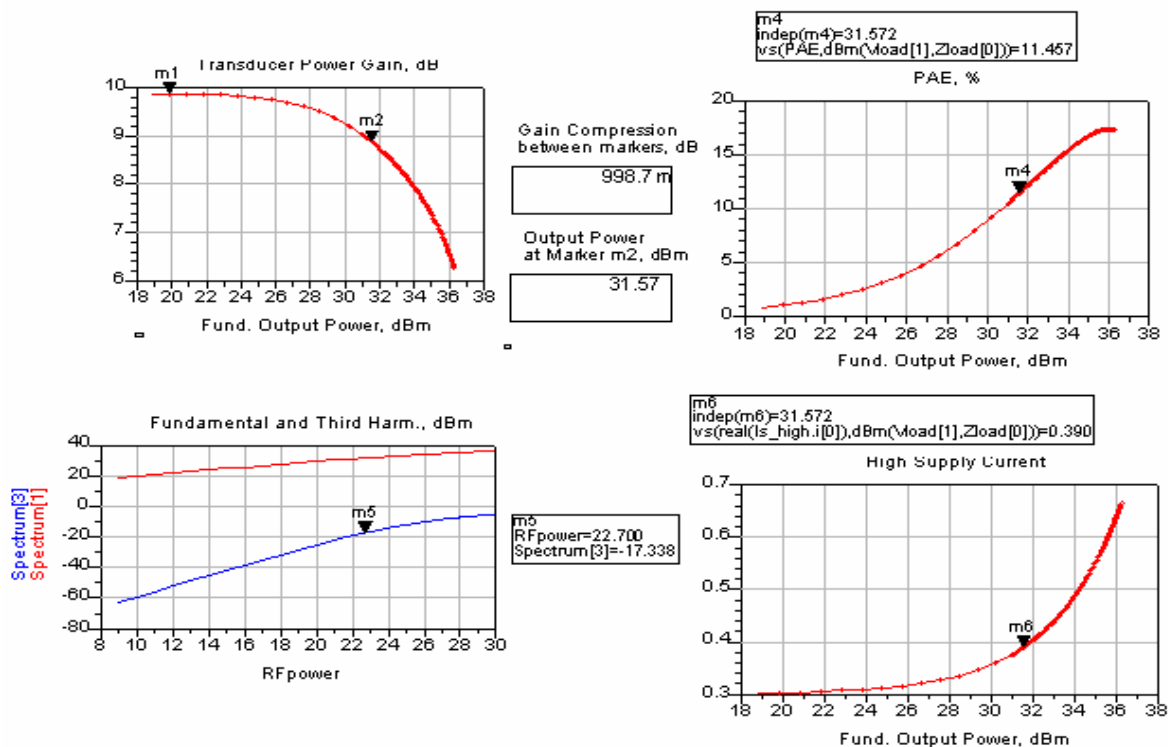 Transducer Power Gain, dB
m1
m2
10
9
8
7
6
18 20 22 24 26 28 30 32 34 36 38
Fund. Output Power, dBm
Gain Compression
between markers, dB
998.7 m
Output Power
at Marker m2, dBm
31.57
m4
indep(m4)=31.572
vs(PAE,dBm(Vload[1],Zload[0]))=11.457
PAE, %
m4
20
15
10
5
0
18 20 22 24 26 28 30 32 34 36 38
Fund. Output Power, dBm
Fundamental and Third Harm., dBm
Spectrum[3]
Spectrum[1]
40
20
0
-20
-40
-60
-80
m5
8 10 12 14 16 18 20 22 24 26 28 30
RFpower
m5
RFpower=22.700
Spectrum[3]=-17.338
m6
indep(m6)=31.572
vs(real(Is_high.i[0]),dBm(Vload[1],Zload[0]))=0.390
High Supply Current
m6
0.7
0.6
0.5
0.4
0.3
18 20 22 24 26 28 30 32 34 36 38
Fund. Output Power, dBm